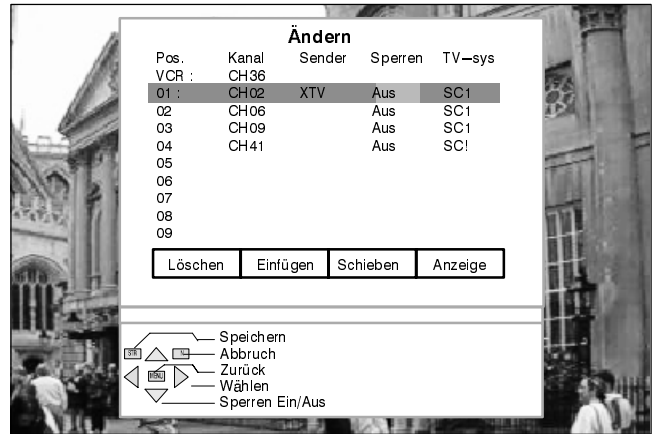 Ändern
Pos. Kanal Sender Sperren TV–sys
VCR : CH36
01 : CH02 XTV Aus SC1
02 CH06 Aus SC1
03 CH09 Aus SC1
04 CH41 Aus SC!
05
06
07
08
09
Löschen Einfügen Schieben Anzeige
Speichern
STR Abbruch
Zurück
MENU
Wählen
Sperren Ein/Aus